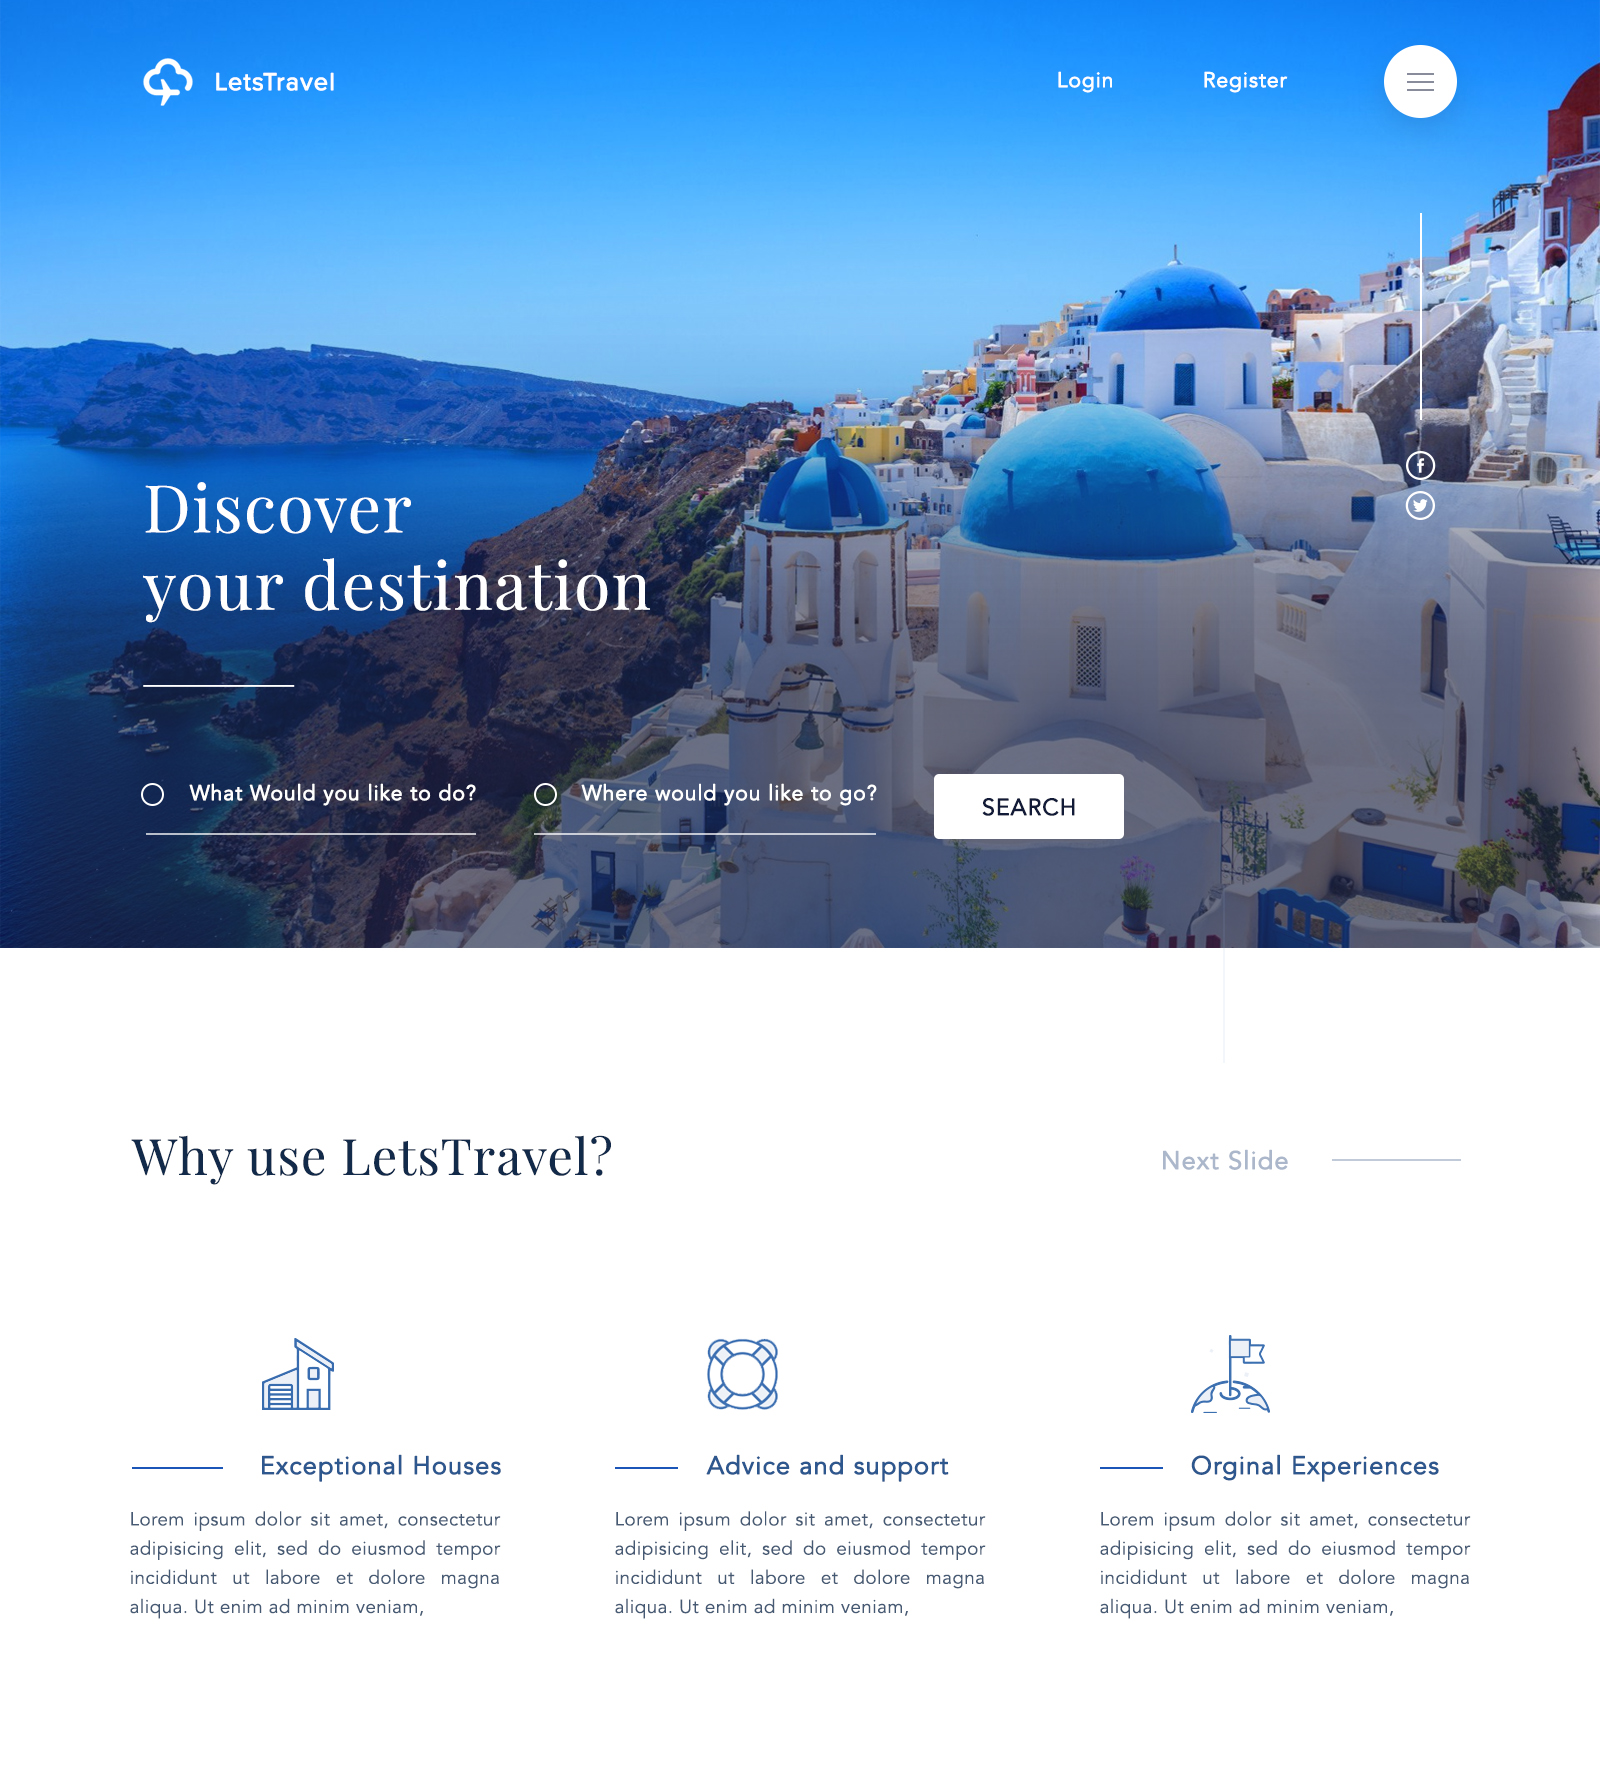 LetsTravel
Login
Register
Discover
your destination
What Would you like to do?
Where would you like to go?
SEARCH
Why use LetsTravel?
Next Slide
Exceptional Houses
Lorem ipsum dolor sit amet, consectetur
adipisicing elit, sed do eiusmod tempor
incididunt ut labore et dolore magna
aliqua. Ut enim ad minim veniam,
Advice and support
Lorem ipsum dolor sit amet, consectetur
adipisicing elit, sed do eiusmod tempor
incididunt ut labore et dolore magna
aliqua. Ut enim ad minim veniam,
Orginal Experiences
Lorem ipsum dolor sit amet, consectetur
adipisicing elit, sed do eiusmod tempor
incididunt ut labore et dolore magna
aliqua. Ut enim ad minim veniam,